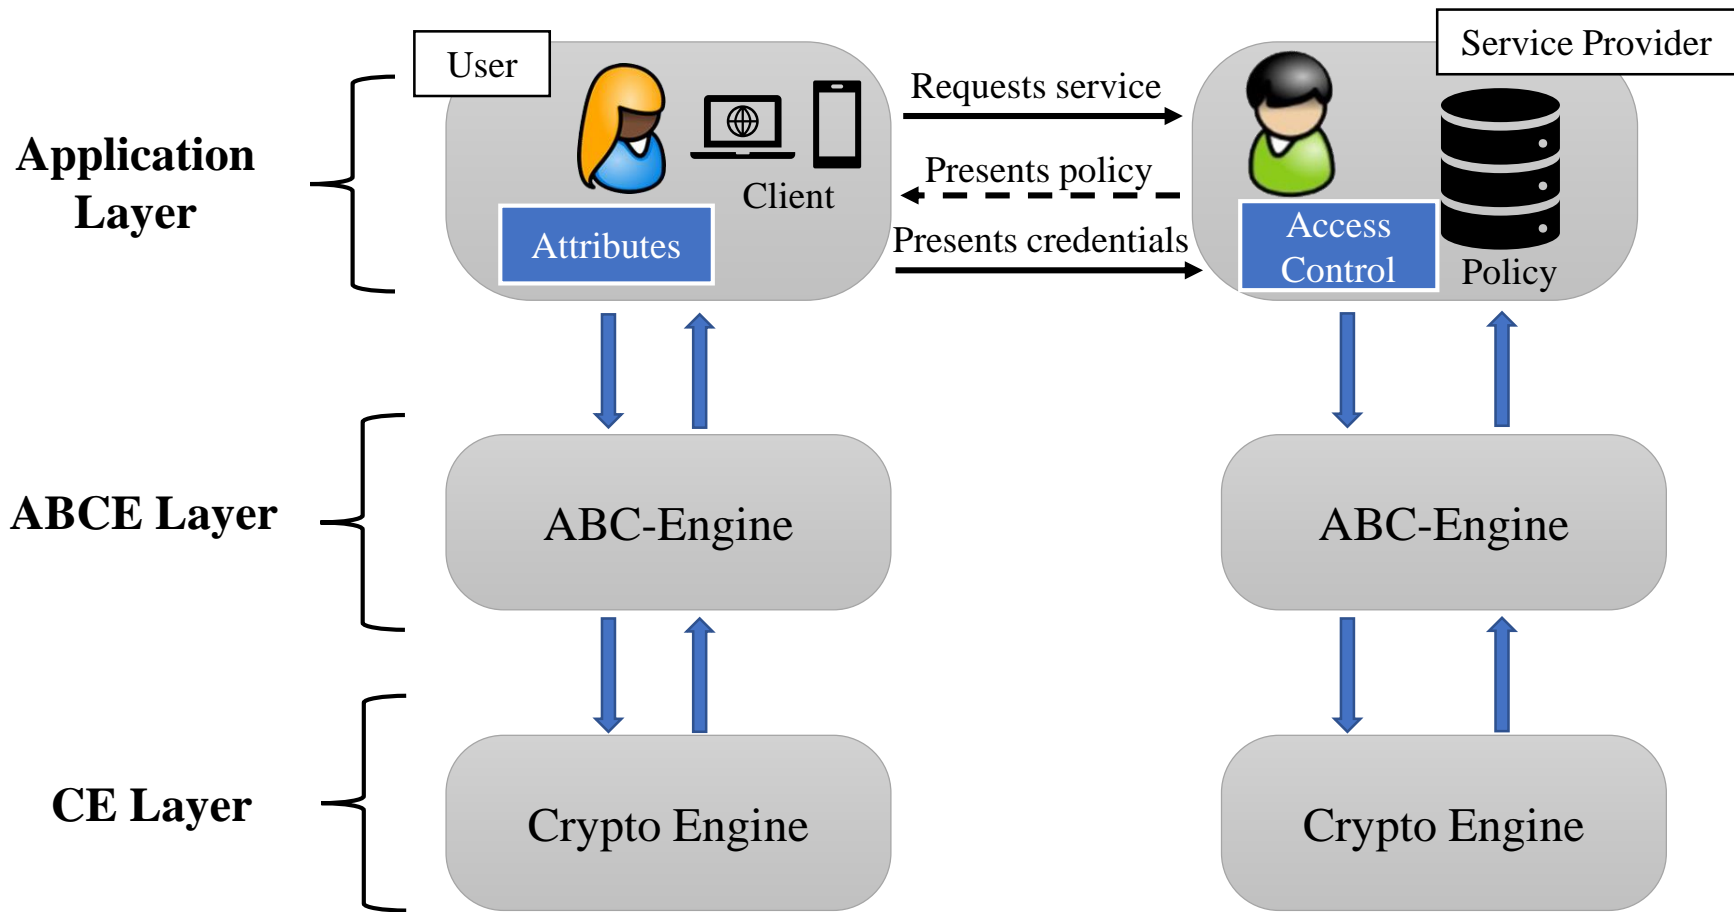 User
Service Provider
Requests service
Application
Layer
Presents policy
Client
Attributes
Presents credentials
Access
Control
Policy
ABCE Layer
ABC-Engine
ABC-Engine
CE Layer
Crypto Engine
Crypto Engine